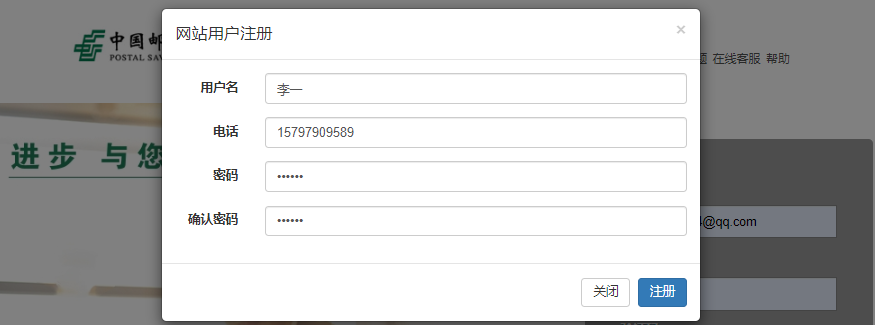 网站用户注册 ×
中国邮
POSTAL SAV
题 在线客服 帮助
用户名 李一
电话 15797909589
进步 与您
密码 ••••••
确认密码 ••••••
4@qq.com
关闭 注册